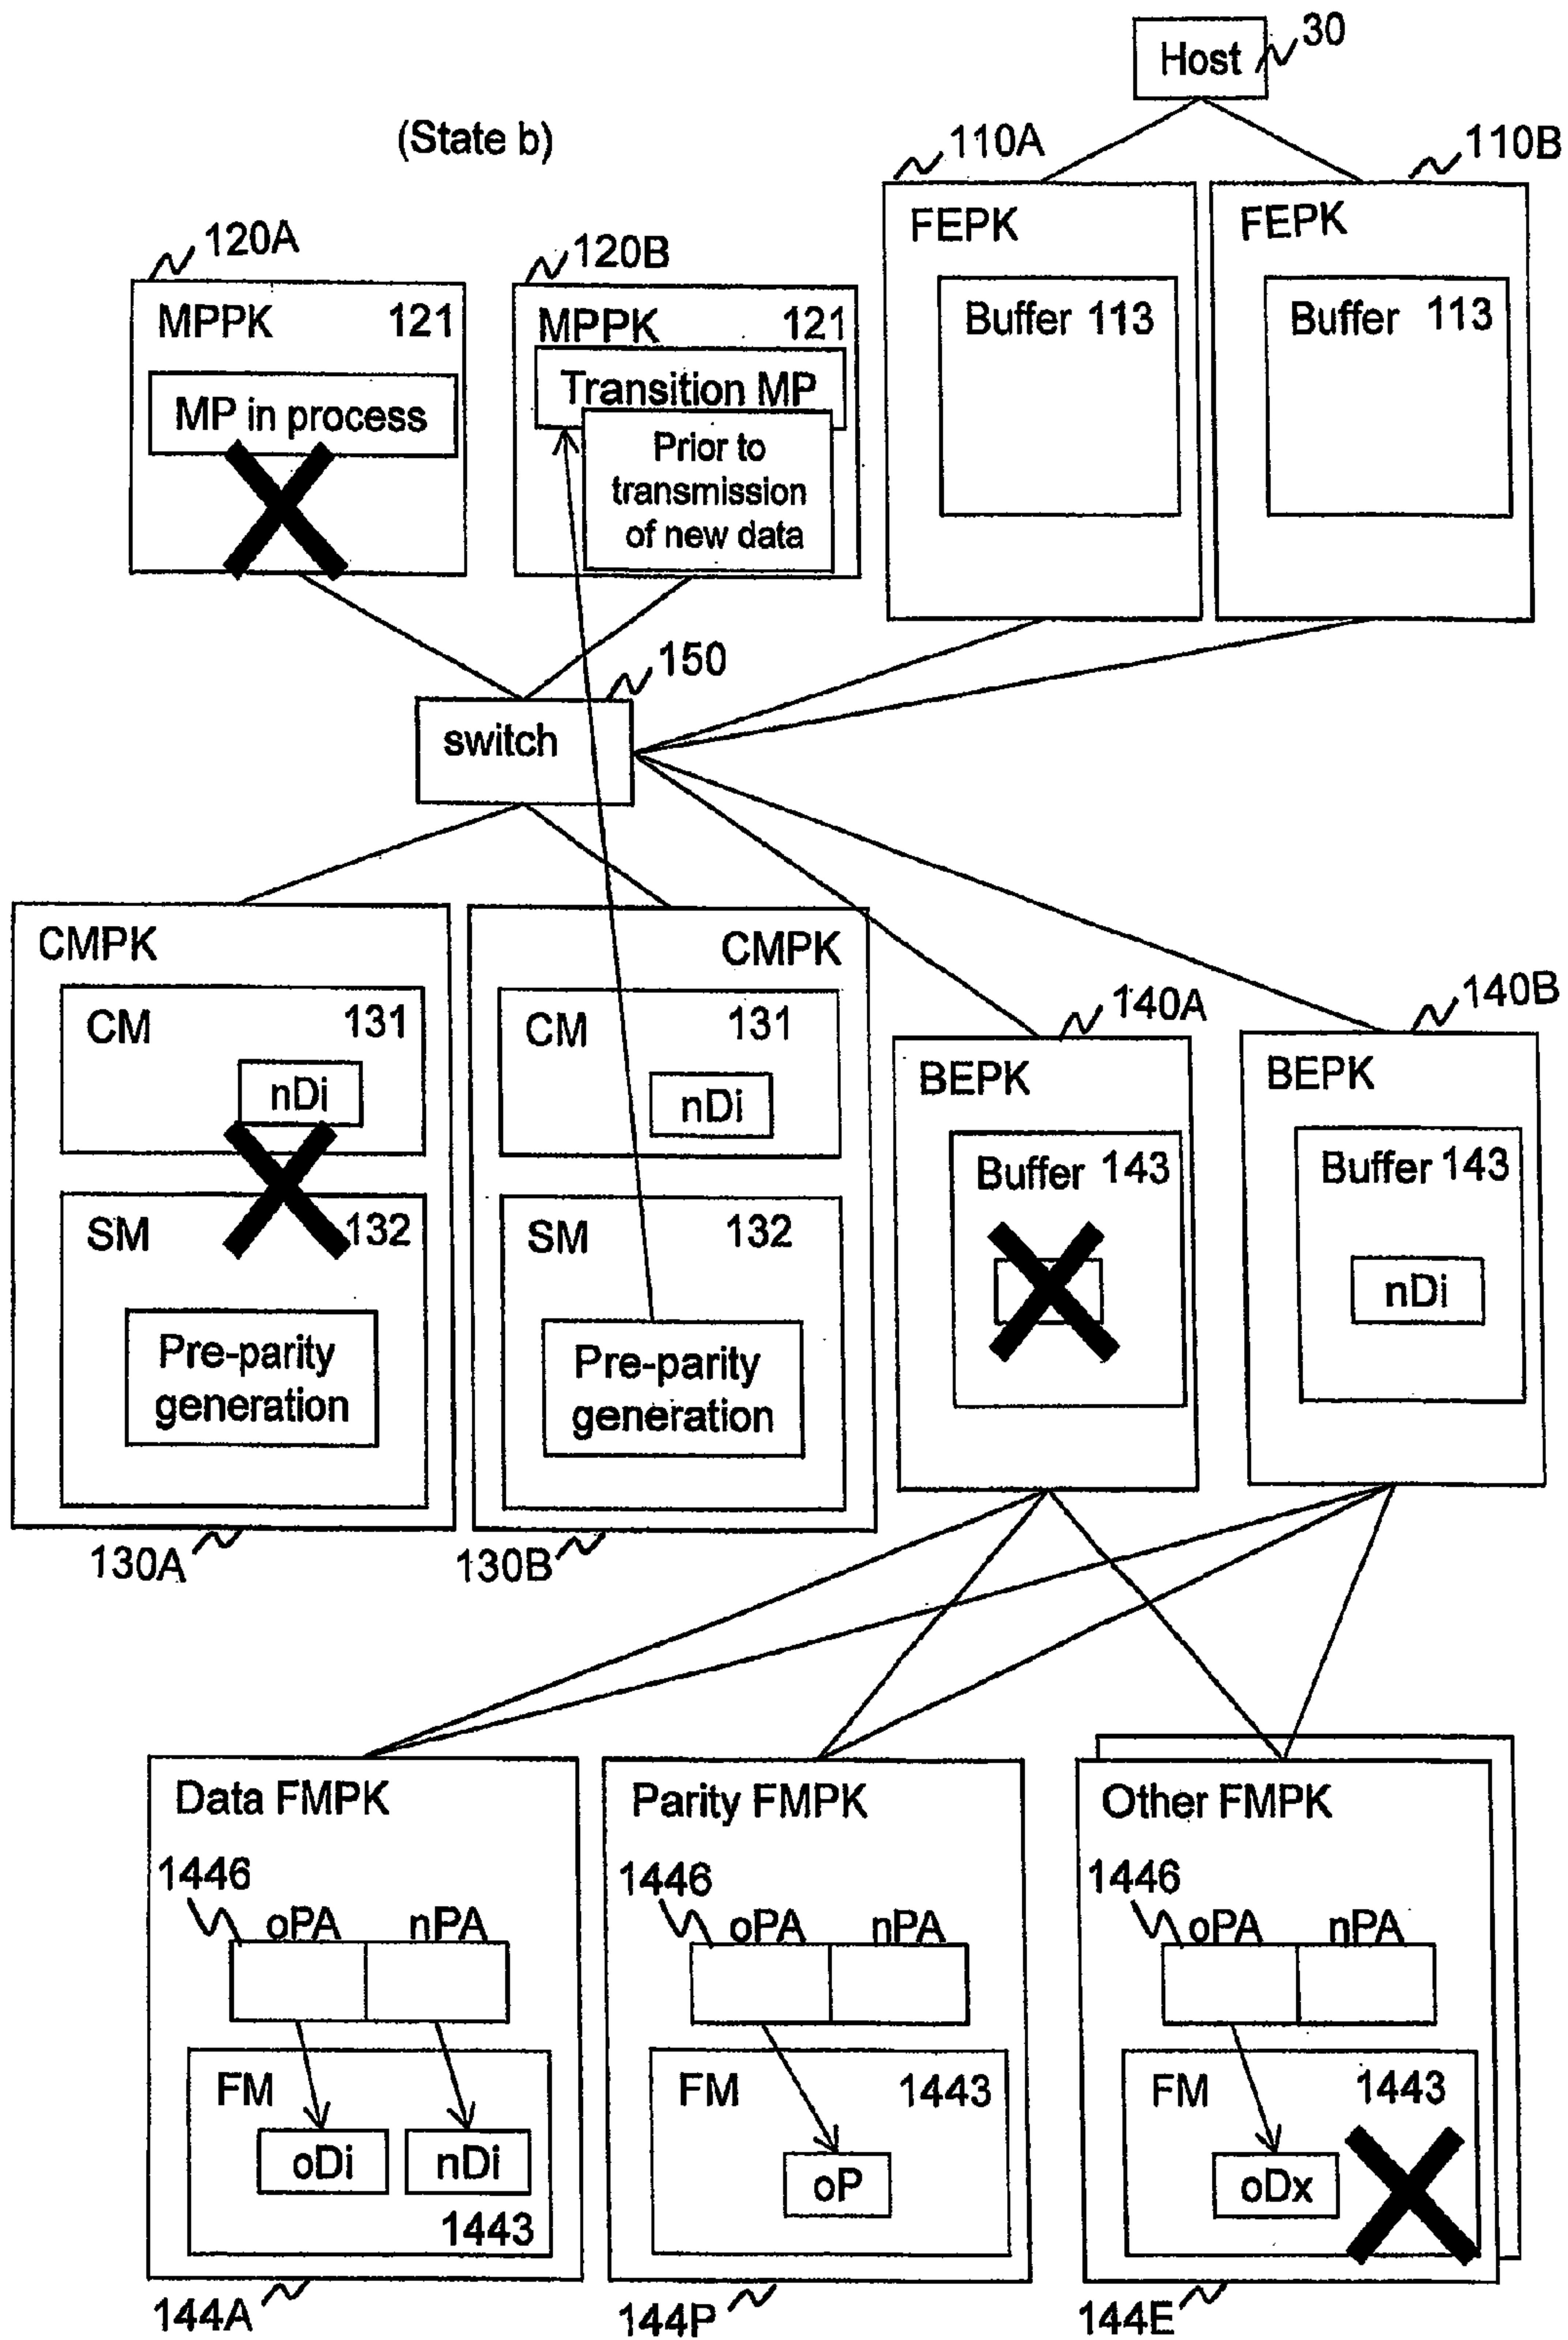 Host 30
(State b)
110A
110B
FEPK
FEPK
120A
120B
Buffer 113
Buffer 113
MPPK 121
MPPK 121
MP in process
Transition MP
Prior to
transmission
of new data
150
switch
CMPK
CMPK
CM 131
CM 131
nDi
nDi
140A
140B
BEPK
BEPK
Buffer 143
Buffer 143
nDi
SM 132
SM 132
Pre-parity
generation
Pre-parity
generation
130A
130B
Data FMPK
Parity FMPK
Other FMPK
1446
1446
1446
oPA nPA
oPA nPA
oPA nPA
FM
FM 1443
FM 1443
oDi nDi
oP
oDx
1443
144A
144P
144E